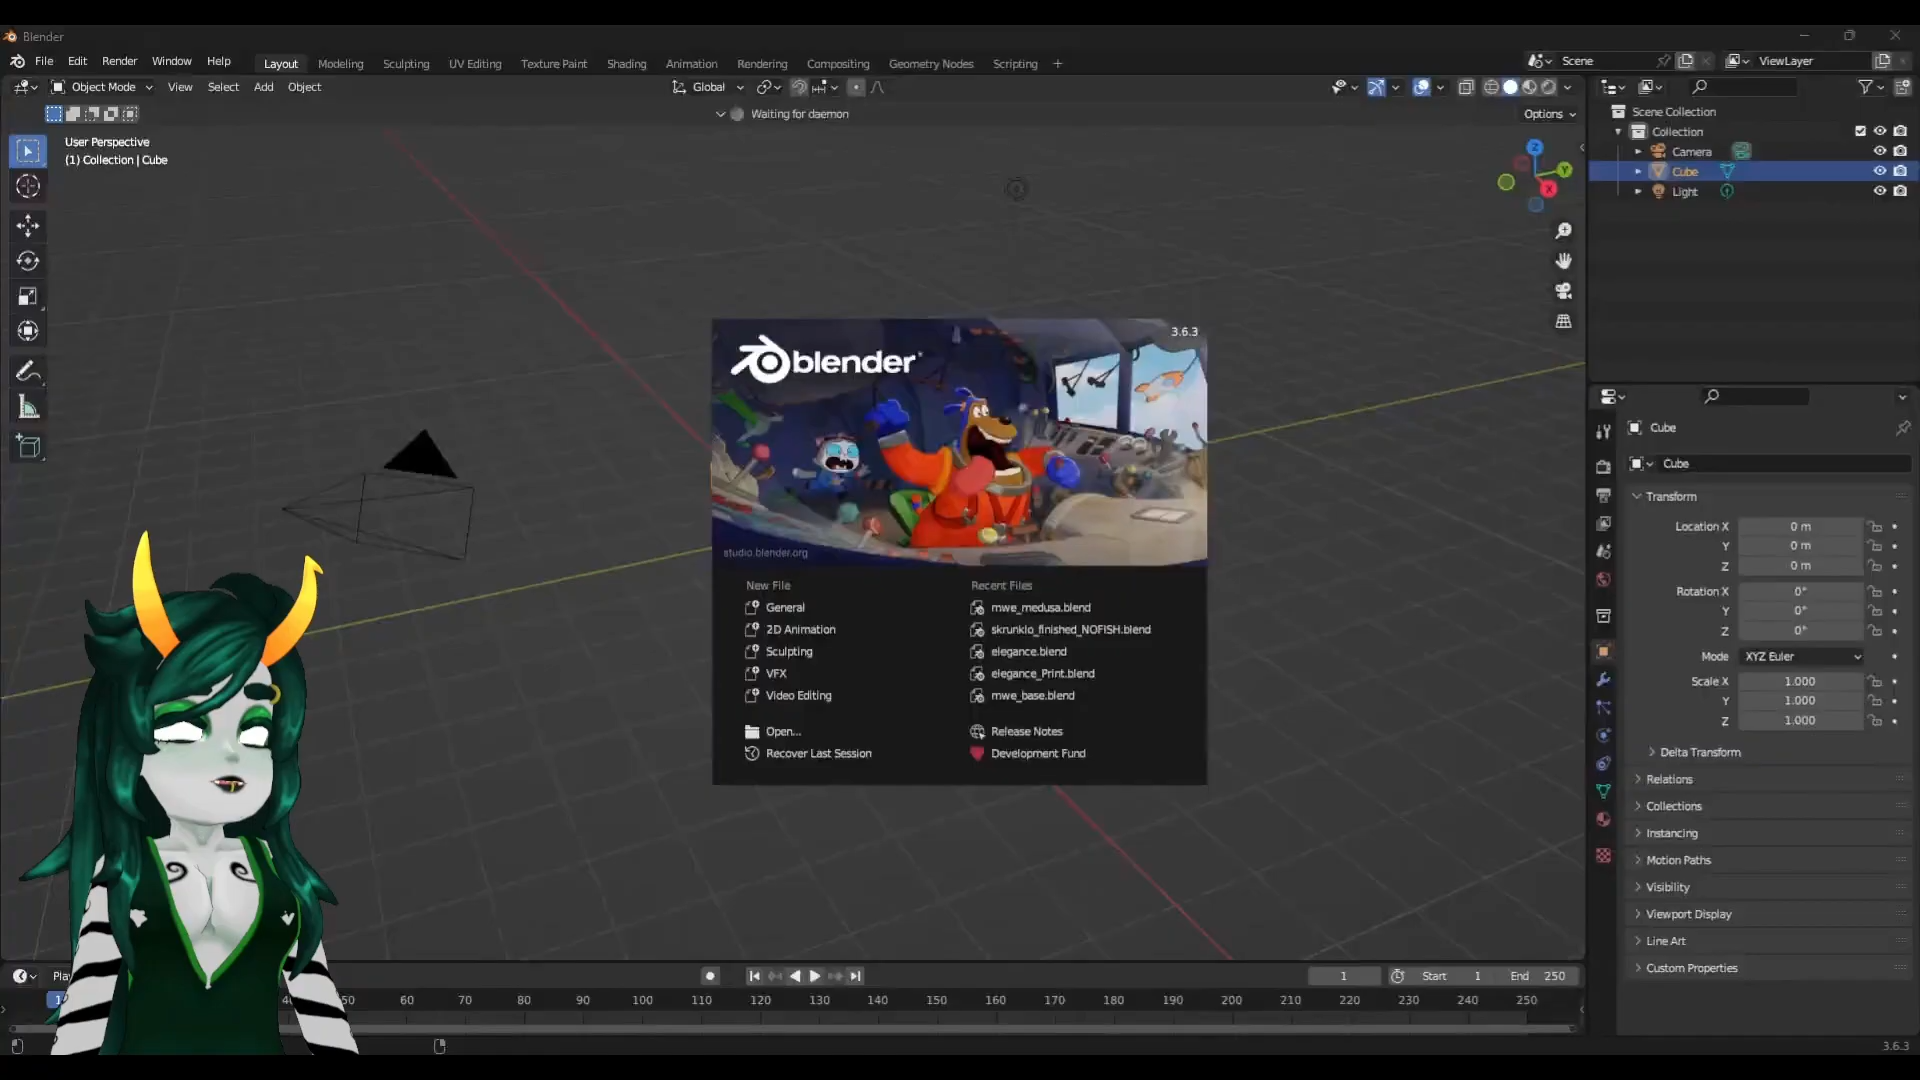 Blender
File Edit Render Window Help Layout Modeling Sculpting UV Editing Texture Paint Shading Animation Rendering Compositing Geometry Nodes Scripting + Scene ViewLayer
Object Mode View Select Add Object Global
Waiting for daemon Options
User Perspective
(1) Collection | Cube
Z
Y
X
Scene Collection
Collection
Camera
Cube
Light
3.6.3
blender
studio.blender.org
New File
General
2D Animation
Sculpting
VFX
Video Editing
Open...
Recover Last Session
Recent Files
mwe_medusa.blend
skrunklo_finished_NOFISH.blend
elegance.blend
elegance_Print.blend
mwe_base.blend
Release Notes
Development Fund
Cube
Cube
Transform
Location X 0 m
Y 0 m
Z 0 m
Rotation X 0°
Y 0°
Z 0°
Mode XYZ Euler
Scale X 1.000
Y 1.000
Z 1.000
Delta Transform
Relations
Collections
Instancing
Motion Paths
Visibility
Viewport Display
Line Art
Custom Properties
1 Start 1 End 250
50 60 70 80 90 100 110 120 130 140 150 160 170 180 190 200 210 220 230 240 250
3.6.3